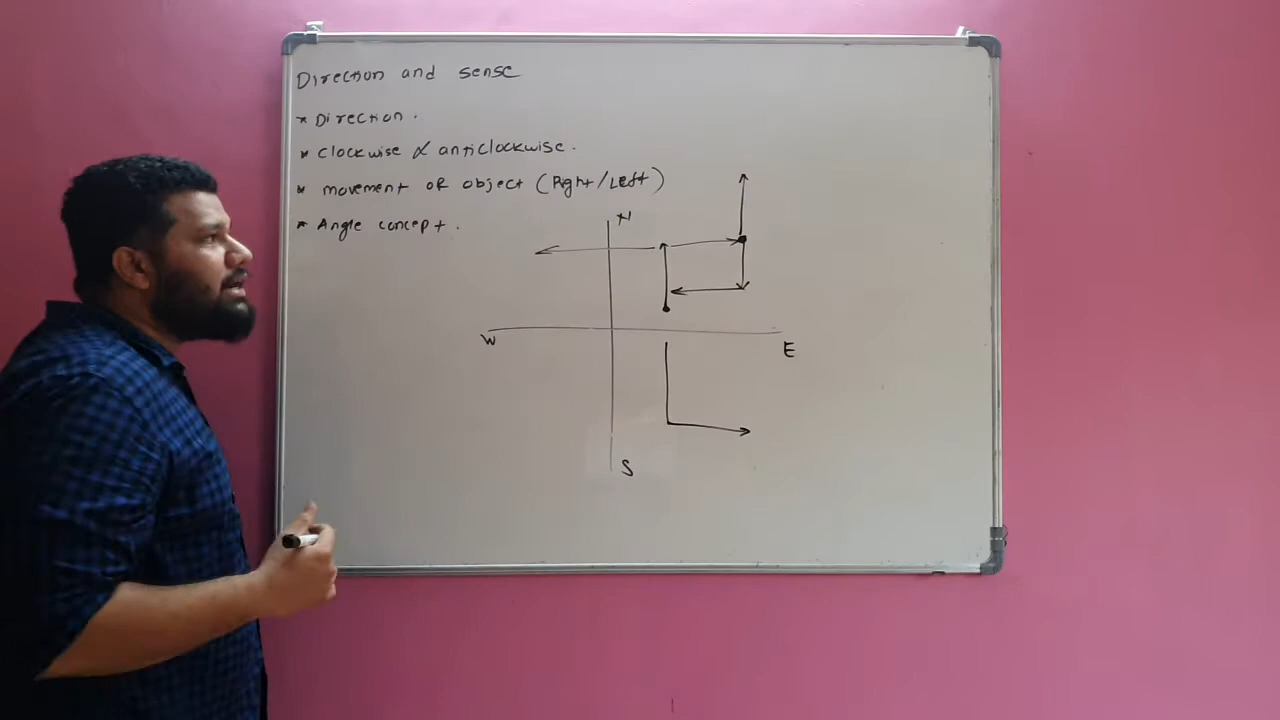 Direction and sense
* Direction.
* Clockwise & anticlockwise.
* movement of object (Right/Left)
* Angle concept.
N
W
E
S